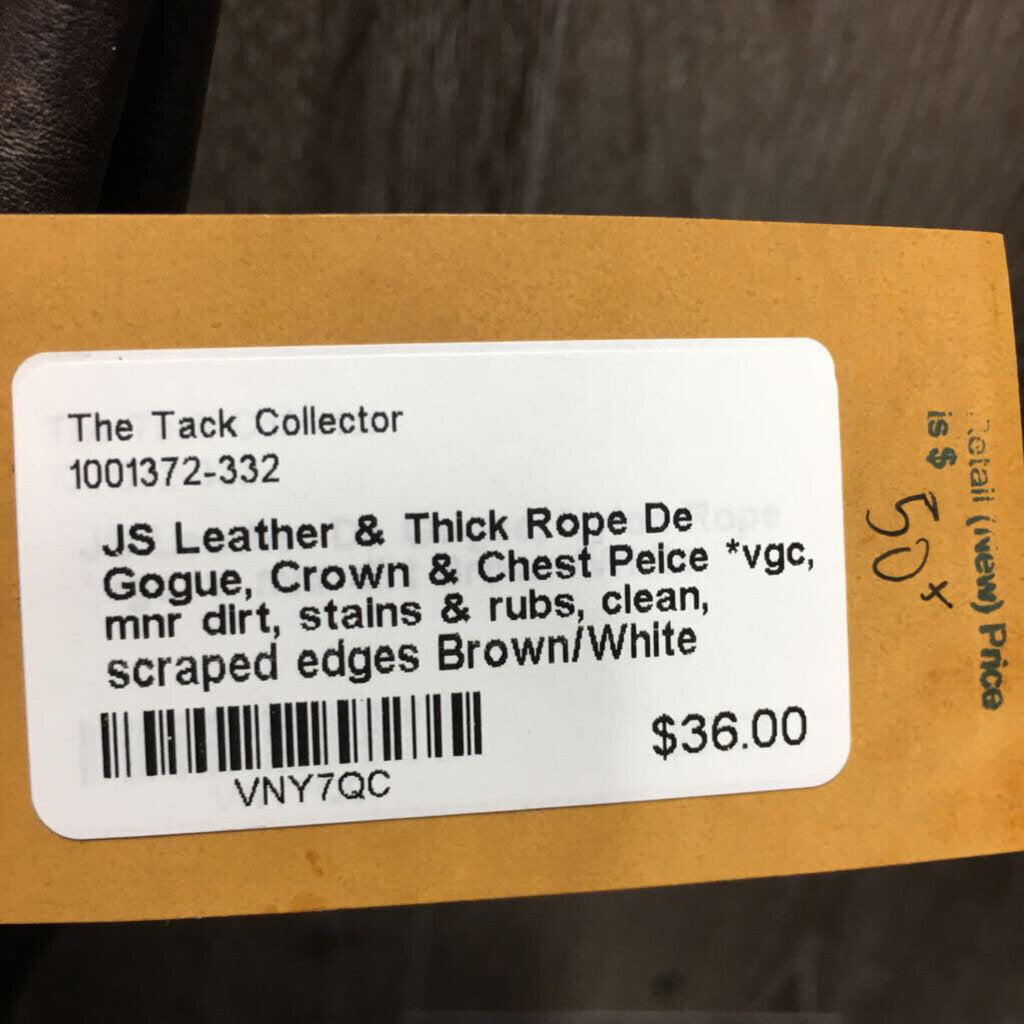 The Tack Collector
1001372-332
JS Leather & Thick Rope De
Gogue, Crown & Chest Peice *vgc,
mnr dirt, stains & rubs, clean,
scraped edges Brown/White
VNY7QC
$36.00
Retail (New) Price
is $
50x